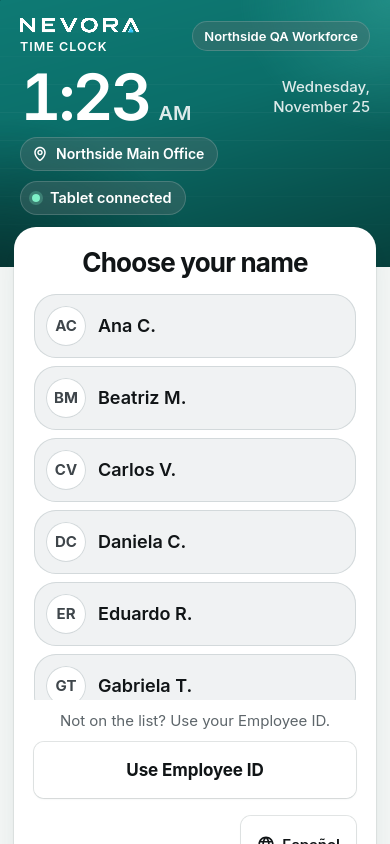 NEVORA
TIME CLOCK
Northside QA Workforce
1:23 AM
Wednesday,
November 25
Northside Main Office
Tablet connected
Choose your name
AC Ana C.
BM Beatriz M.
CV Carlos V.
DC Daniela C.
ER Eduardo R.
GT Gabriela T.
Not on the list? Use your Employee ID.
Use Employee ID
Español